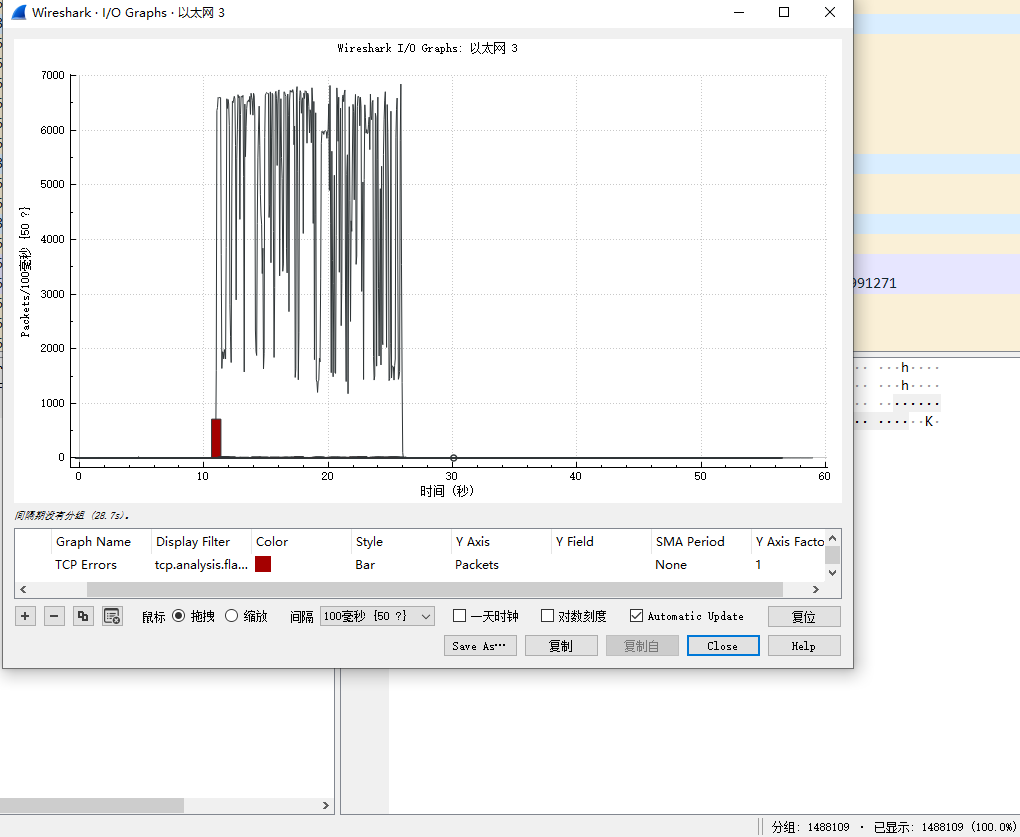 Wireshark · I/O Graphs · 以太网 3
Wireshark I/O Graphs: 以太网 3
Packets/100毫秒 {50 ?}
7000
6000
5000
4000
3000
2000
1000
0
0 10 20 30 40 50 60
时间 (秒)
间隔期没有分组 (28.7s)。
Graph Name Display Filter Color Style Y Axis Y Field SMA Period Y Axis Facto
TCP Errors tcp.analysis.fla... Bar Packets None 1
鼠标 拖拽 缩放 间隔 100毫秒 {50 ?} 一天时钟 对数刻度 Automatic Update 复位
Save As… 复制 复制自 Close Help
991271
·· ···h····
·· ···h····
·· ········
·· ·······K·
分组: 1488109 · 已显示: 1488109 (100.0%)